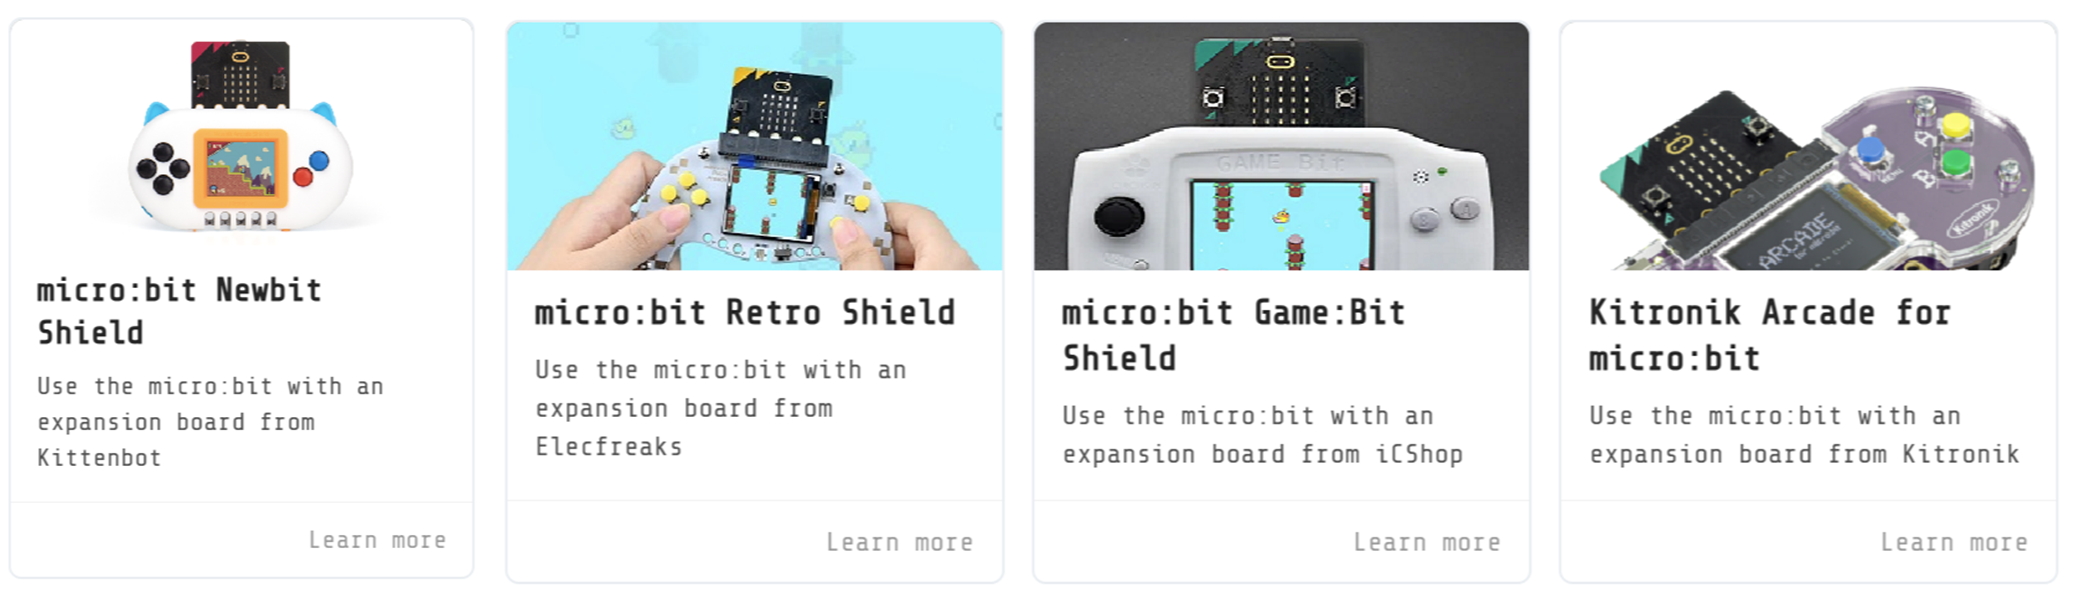 micro:bit Newbit
Shield
Use the micro:bit with an
expansion board from
Kittenbot
Learn more
micro:bit Retro Shield
Use the micro:bit with an
expansion board from
Elecfreaks
Learn more
GAME Bit
B
A
micro:bit Game:Bit
Shield
Use the micro:bit with an
expansion board from iCShop
Learn more
A
B
MENU
Kitronik
ARCADE
Kitronik Arcade for
micro:bit
Use the micro:bit with an
expansion board from Kitronik
Learn more